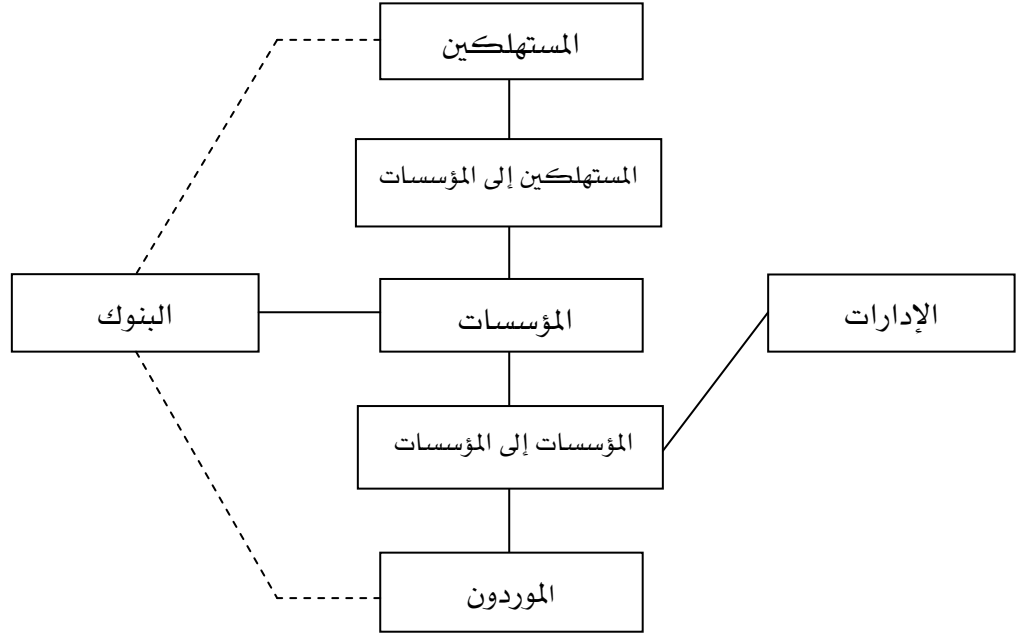 المستهلكين
المستهلكين إلى المؤسسات
الإدارات
المؤسسات
البنوك
المؤسسات إلى المؤسسات
الموردون